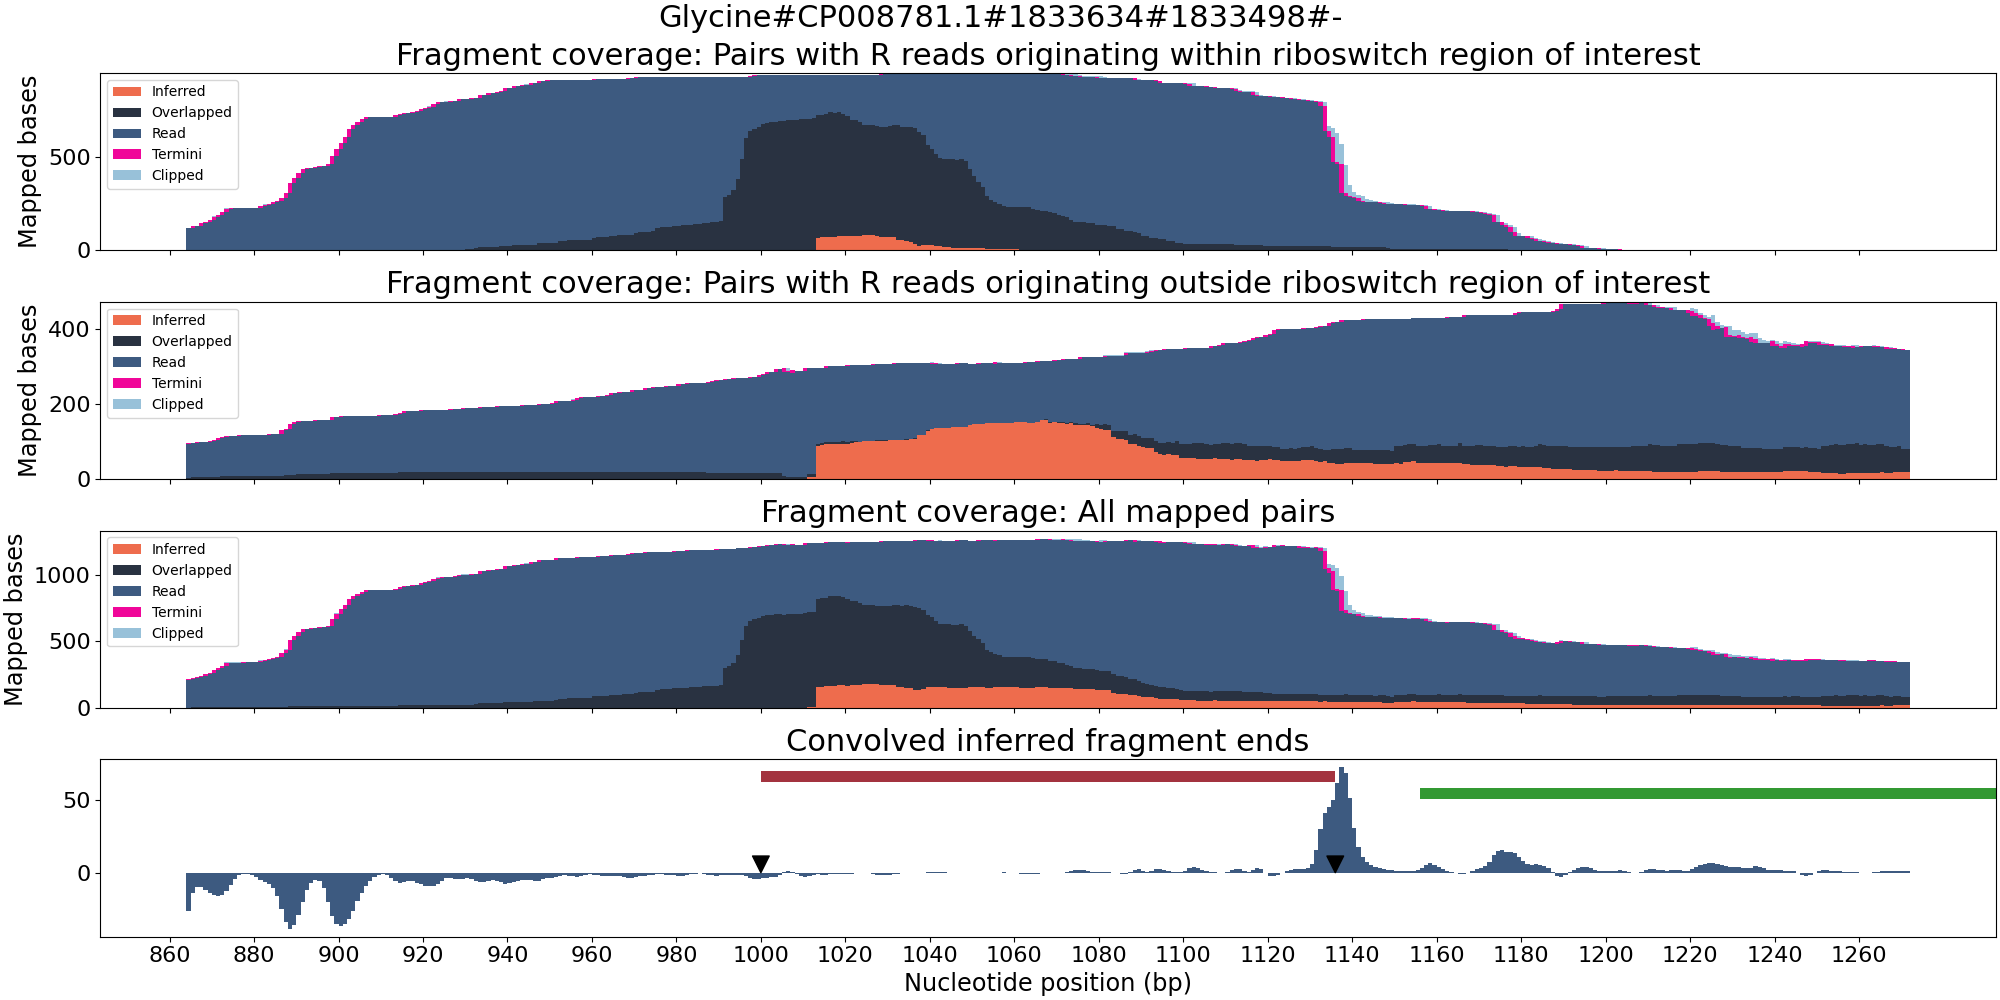 Glycine#CP008781.1#1833634#1833498#-
Fragment coverage: Pairs with R reads originating within riboswitch region of interest
Mapped bases
500
0
Inferred
Overlapped
Read
Termini
Clipped
Fragment coverage: Pairs with R reads originating outside riboswitch region of interest
Mapped bases
400
200
0
Inferred
Overlapped
Read
Termini
Clipped
Fragment coverage: All mapped pairs
Mapped bases
1000
500
0
Inferred
Overlapped
Read
Termini
Clipped
Convolved inferred fragment ends
50
0
860 880 900 920 940 960 980 1000 1020 1040 1060 1080 1100 1120 1140 1160 1180 1200 1220 1240 1260
Nucleotide position (bp)